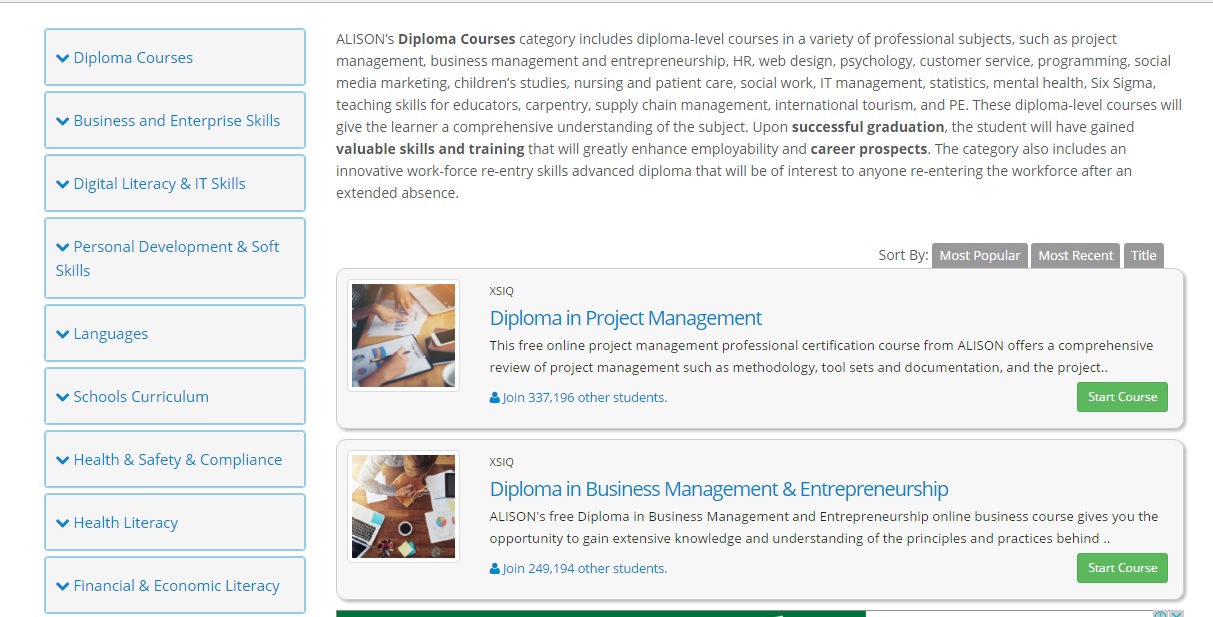 Diploma Courses
Business and Enterprise Skills
Digital Literacy & IT Skills
Personal Development & Soft
Skills
Languages
Schools Curriculum
Health & Safety & Compliance
Health Literacy
Financial & Economic Literacy
ALISON’s Diploma Courses category includes diploma-level courses in a variety of professional subjects, such as project
management, business management and entrepreneurship, HR, web design, psychology, customer service, programming, social
media marketing, children’s studies, nursing and patient care, social work, IT management, statistics, mental health, Six Sigma,
teaching skills for educators, carpentry, supply chain management, international tourism, and PE. These diploma-level courses will
give the learner a comprehensive understanding of the subject. Upon successful graduation, the student will have gained
valuable skills and training that will greatly enhance employability and career prospects. The category also includes an
innovative work-force re-entry skills advanced diploma that will be of interest to anyone re-entering the workforce after an
extended absence.
Sort By: Most Popular Most Recent Title
XSIQ
Diploma in Project Management
This free online project management professional certification course from ALISON offers a comprehensive
review of project management such as methodology, tool sets and documentation, and the project..
Join 337,196 other students.
Start Course
XSIQ
Diploma in Business Management & Entrepreneurship
ALISON's free Diploma in Business Management and Entrepreneurship online business course gives you the
opportunity to gain extensive knowledge and understanding of the principles and practices behind ..
Join 249,194 other students.
Start Course